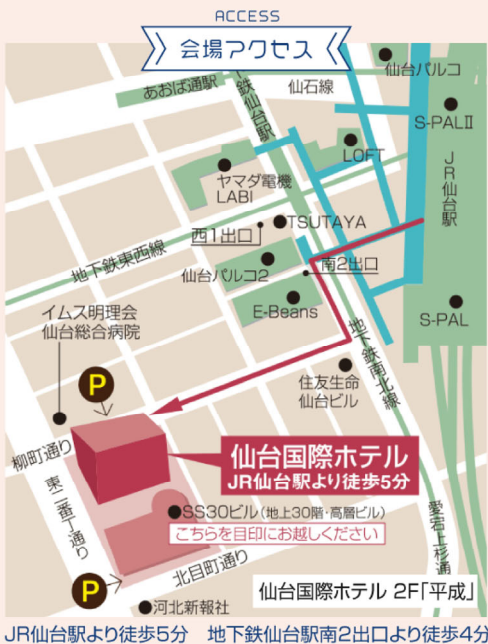 ACCESS
会場アクセス
仙台パルコ
あおば通駅
仙石線
地下鉄仙台駅
S-PALⅡ
LOFT
JR仙台駅
ヤマダ電機
LABI
TSUTAYA
西1出口
地下鉄東西線
仙台パルコ2
南2出口
E-Beans
S-PAL
イムス明理会
仙台総合病院
地下鉄南北線
住友生命
仙台ビル
P
柳町通り
仙台国際ホテル
JR仙台駅より徒歩5分
東二番丁通り
SS30ビル(地上30階・高層ビル)
こちらを目印にお越しください
愛宕上杉通
北目町通り
P
仙台国際ホテル 2F「平成」
河北新報社
JR仙台駅より徒歩5分 地下鉄仙台駅南2出口より徒歩4分